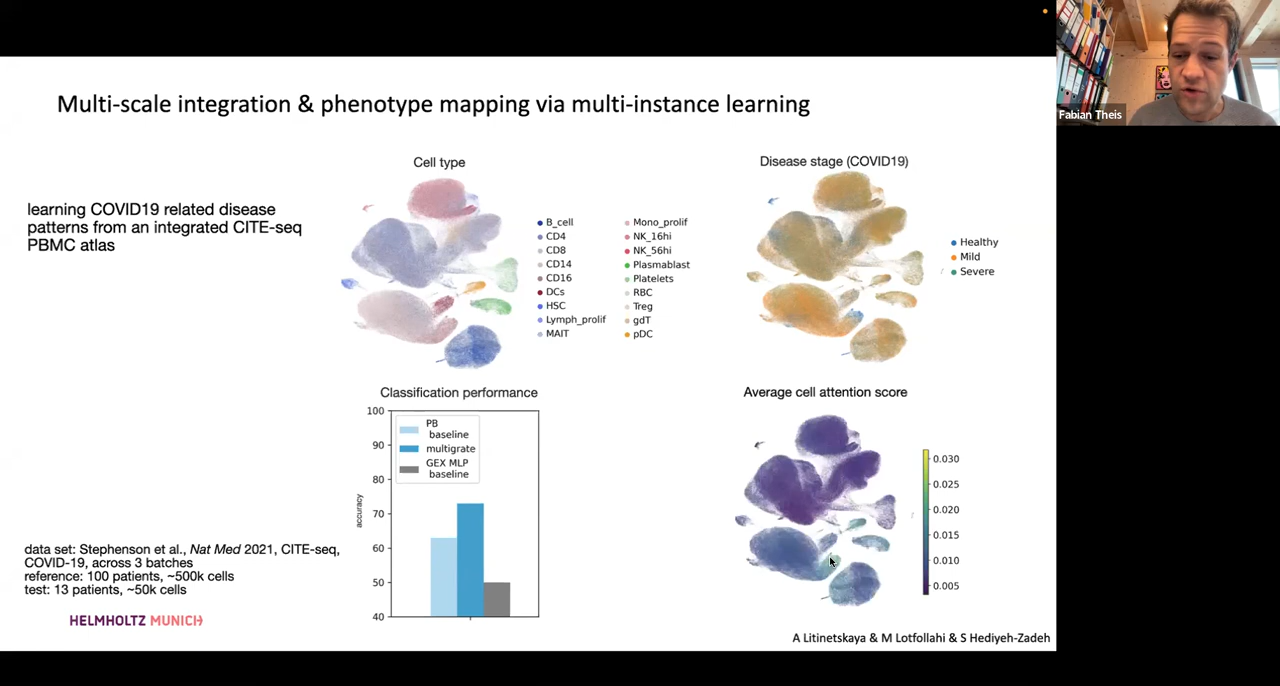 Fabian Theis
Multi-scale integration & phenotype mapping via multi-instance learning
learning COVID19 related disease
patterns from an integrated CITE-seq
PBMC atlas
Cell type
B_cell
CD4
CD8
CD14
CD16
DCs
HSC
Lymph_prolif
MAIT
Mono_prolif
NK_16hi
NK_56hi
Plasmablast
Platelets
RBC
Treg
gdT
pDC
Disease stage (COVID19)
Healthy
Mild
Severe
Classification performance
100
90
80
70
60
50
40
accuracy
PB
baseline
multigrate
GEX MLP
baseline
Average cell attention score
0.030
0.025
0.020
0.015
0.010
0.005
data set: Stephenson et al., Nat Med 2021, CITE-seq,
COVID-19, across 3 batches
reference: 100 patients, ~500k cells
test: 13 patients, ~50k cells
HELMHOLTZ MUNICH
A Litinetskaya & M Lotfollahi & S Hediyeh-Zadeh